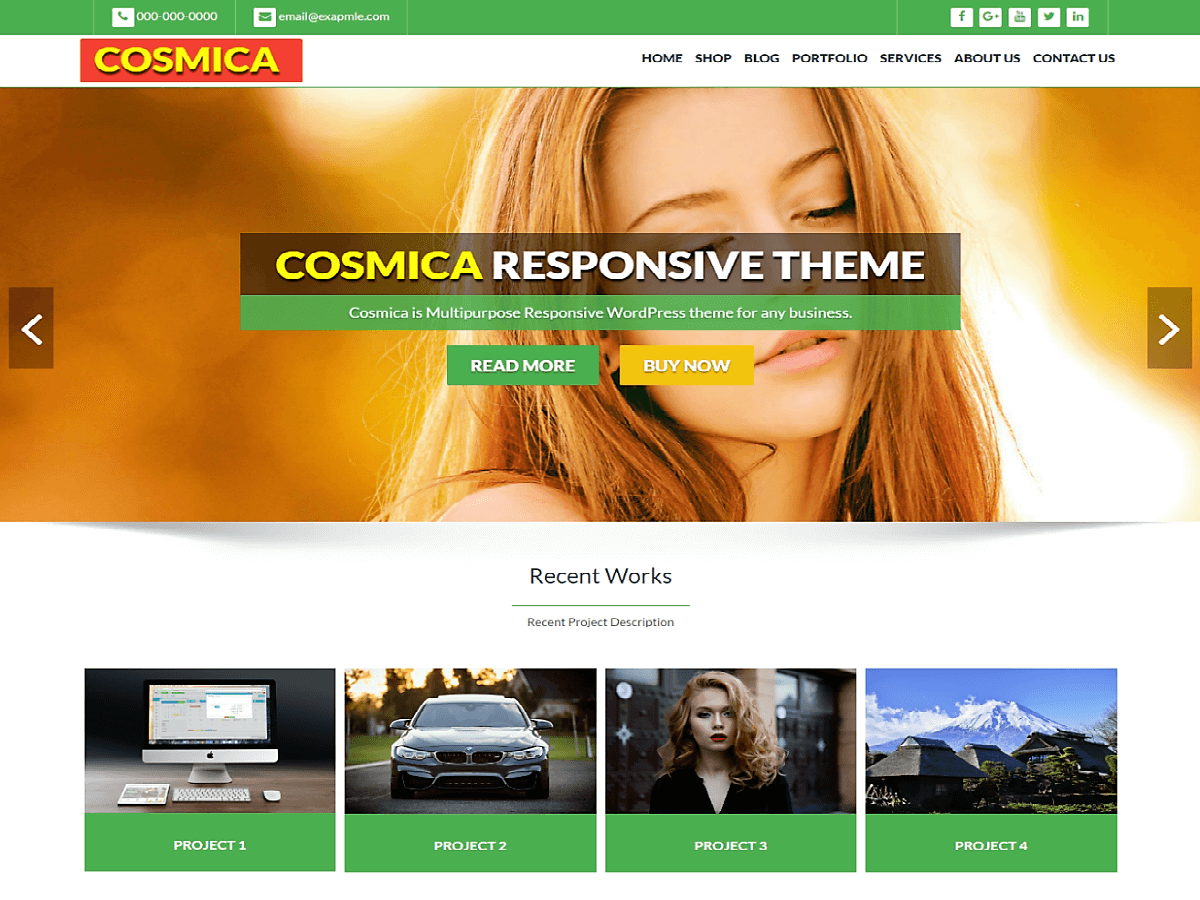 000-000-0000 email@exapmle.com
COSMICA
HOME SHOP BLOG PORTFOLIO SERVICES ABOUT US CONTACT US
COSMICA RESPONSIVE THEME
Cosmica is Multipurpose Responsive WordPress theme for any business.
READ MORE BUY NOW
Recent Works
Recent Project Description
PROJECT 1 PROJECT 2 PROJECT 3 PROJECT 4